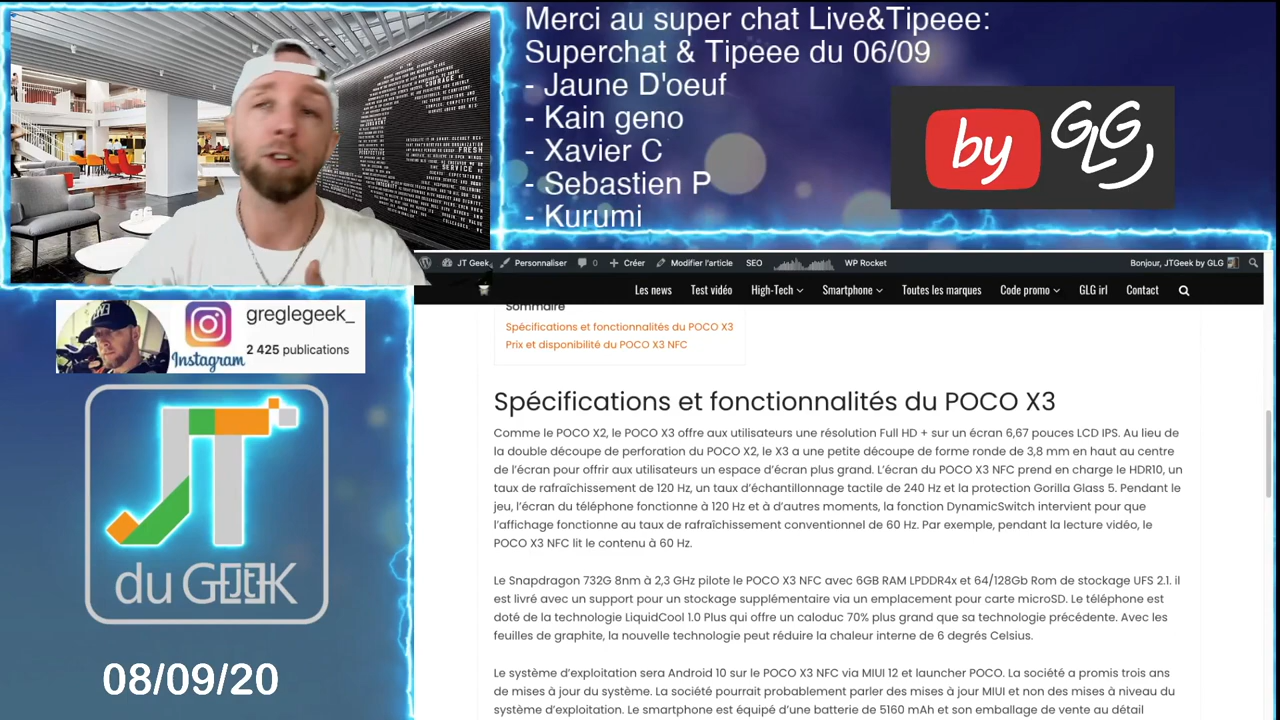 Merci au super chat Live&Tipeee:
Superchat & Tipeee du 06/09
- Jaune D'oeuf
- Kain geno
- Xavier C
- Sebastien P
- Kurumi
by GLG
COURAGE
FRESH
SERVICE
JT Geek
Personnaliser
0
Créer
Modifier l'article
SEO
WP Rocket
Bonjour, JTGeek by GLG
Les news
Test vidéo
High-Tech
Smartphone
Toutes les marques
Code promo
GLG irl
Contact
greglegeek_
Instagram
2 425 publications
du GEEK
JT
08/09/20
Sommaire
Spécifications et fonctionnalités du POCO X3
Prix et disponibilité du POCO X3 NFC
Spécifications et fonctionnalités du POCO X3
Comme le POCO X2, le POCO X3 offre aux utilisateurs une résolution Full HD + sur un écran 6,67 pouces LCD IPS. Au lieu de
la double découpe de perforation du POCO X2, le X3 a une petite découpe de forme ronde de 3,8 mm en haut au centre
de l'écran pour offrir aux utilisateurs un espace d'écran plus grand. L'écran du POCO X3 NFC prend en charge le HDR10, un
taux de rafraîchissement de 120 Hz, un taux d'échantillonnage tactile de 240 Hz et la protection Gorilla Glass 5. Pendant le
jeu, l'écran du téléphone fonctionne à 120 Hz et à d'autres moments, la fonction DynamicSwitch intervient pour que
l'affichage fonctionne au taux de rafraîchissement conventionnel de 60 Hz. Par exemple, pendant la lecture vidéo, le
POCO X3 NFC lit le contenu à 60 Hz.
Le Snapdragon 732G 8nm à 2,3 GHz pilote le POCO X3 NFC avec 6GB RAM LPDDR4x et 64/128Gb Rom de stockage UFS 2.1. il
est livré avec un support pour un stockage supplémentaire via un emplacement pour carte microSD. Le téléphone est
doté de la technologie LiquidCool 1.0 Plus qui offre un caloduc 70% plus grand que sa technologie précédente. Avec les
feuilles de graphite, la nouvelle technologie peut réduire la chaleur interne de 6 degrés Celsius.
Le système d'exploitation sera Android 10 sur le POCO X3 NFC via MIUI 12 et launcher POCO. La société a promis trois ans
de mises à jour du système. La société pourrait probablement parler des mises à jour MIUI et non des mises à niveau du
système d'exploitation. Le smartphone est équipé d'une batterie de 5160 mAh et son emballage de vente au détail